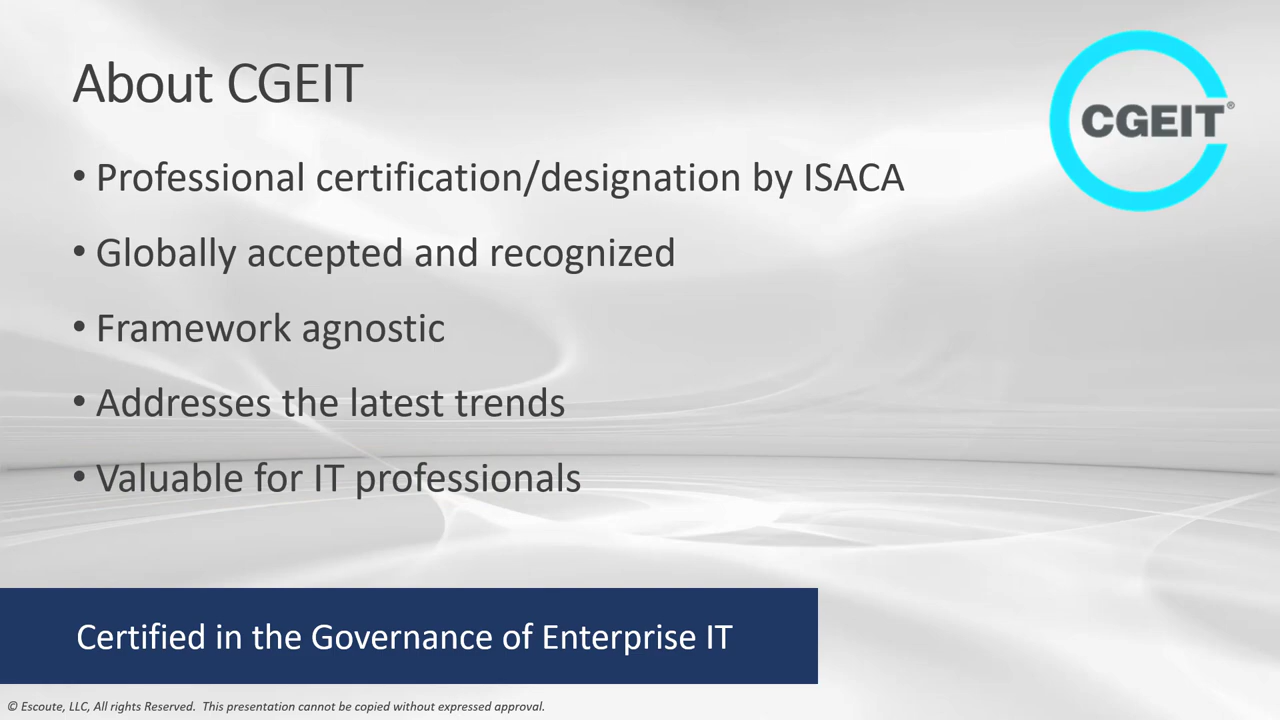 About CGEIT
CGEIT®
• Professional certification/designation by ISACA
• Globally accepted and recognized
• Framework agnostic
• Addresses the latest trends
• Valuable for IT professionals
Certified in the Governance of Enterprise IT
© Escoute, LLC, All rights Reserved. This presentation cannot be copied without expressed approval.